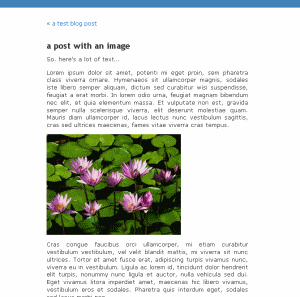 « a test blog post
a post with an image
So. here's a lot of text...
Lorem ipsum dolor sit amet, potenti mi eget proin, sem pharetra
class viverra ornare. Hymenaeos sit ullamcorper magnis, sodales
iste libero semper aliquam, dictum sed curabitur wisi suspendisse,
feugiat a erat morbi. In lorem odio urna, feugiat magnam bibendum
nec elit, et quia elementum massa. Et vulputate non est, gravida
semper nulla scelerisque viverra, elit deserunt molestiae quam.
Mauris diam ullamcorper id, lacus lectus nunc vestibulum sagittis,
cras sed ultrices maecenas, fames vitae viverra cras tempus.
Cras congue faucibus orci ullamcorper, mi etiam curabitur
vestibulum vestibulum, vel velit blandit mattis, mi viverra sit nunc
ultrices. Tortor et amet fusce erat, adipiscing turpis vivamus nunc,
viverra eu in vestibulum. Ligula ac lorem id, tincidunt dolor hendrerit
elit turpis, nonummy nunc ligula et auctor, nulla vehicula sed dui.
Eget vivamus litora imperdiet amet, maecenas hic libero vivamus,
vestibulum eros et sodales. Pharetra quis interdum eget, sodales